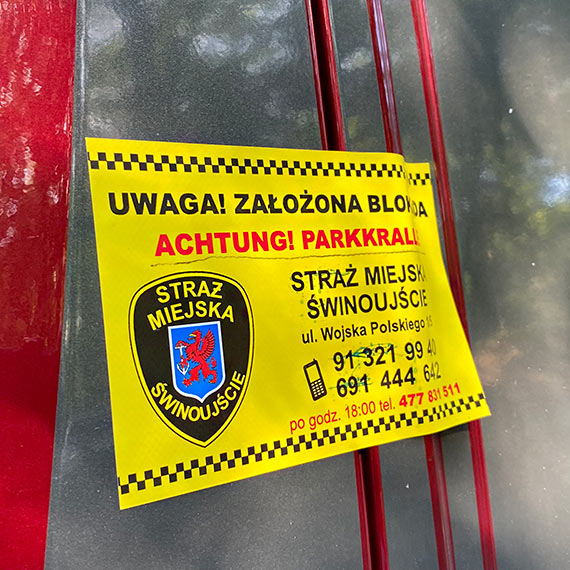 UWAGA! ZAŁOŻONA BLOKADA
ACHTUNG! PARKKRALLE
STRAŻ MIEJSKA
ŚWINOUJŚCIE
ul. Wojska Polskiego
91 321 99 40
691 444 642
po godz. 18:00 tel. 477 831 511
STRAŻ
MIEJSKA
ŚWINOUJŚCIE